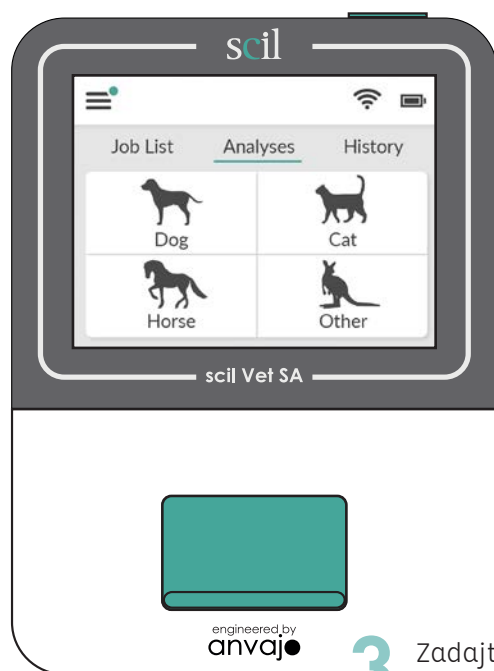 scil
Job List Analyses History
Dog Cat
Horse Other
scil Vet SA
engineered by
anvajo
3 Zadajt